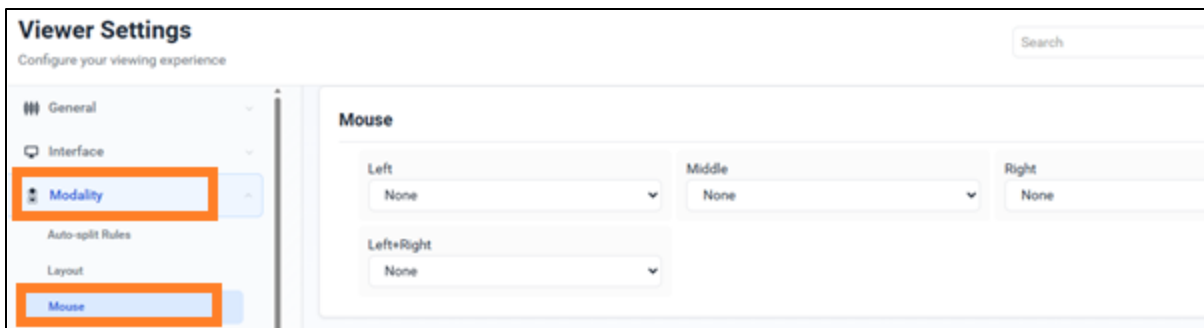 Viewer Settings
Configure your viewing experience
Search
General
Interface
Modality
Auto-split Rules
Layout
Mouse
Mouse
Left
None
Middle
None
Right
None
Left+Right
None